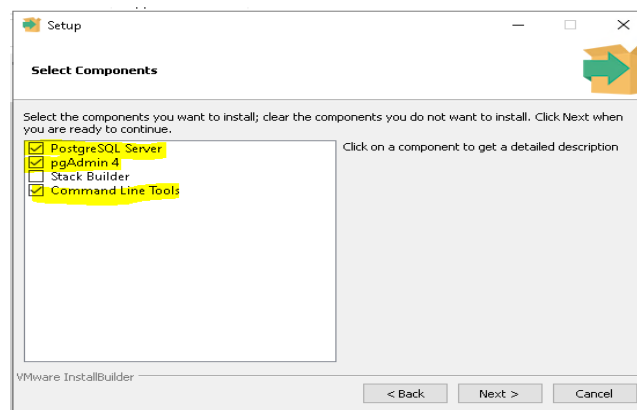 Setup
Select Components
Select the components you want to install; clear the components you do not want to install. Click Next when
you are ready to continue.
PostgreSQL Server
pgAdmin 4
Stack Builder
Command Line Tools
Click on a component to get a detailed description
VMware InstallBuilder
< Back
Next >
Cancel